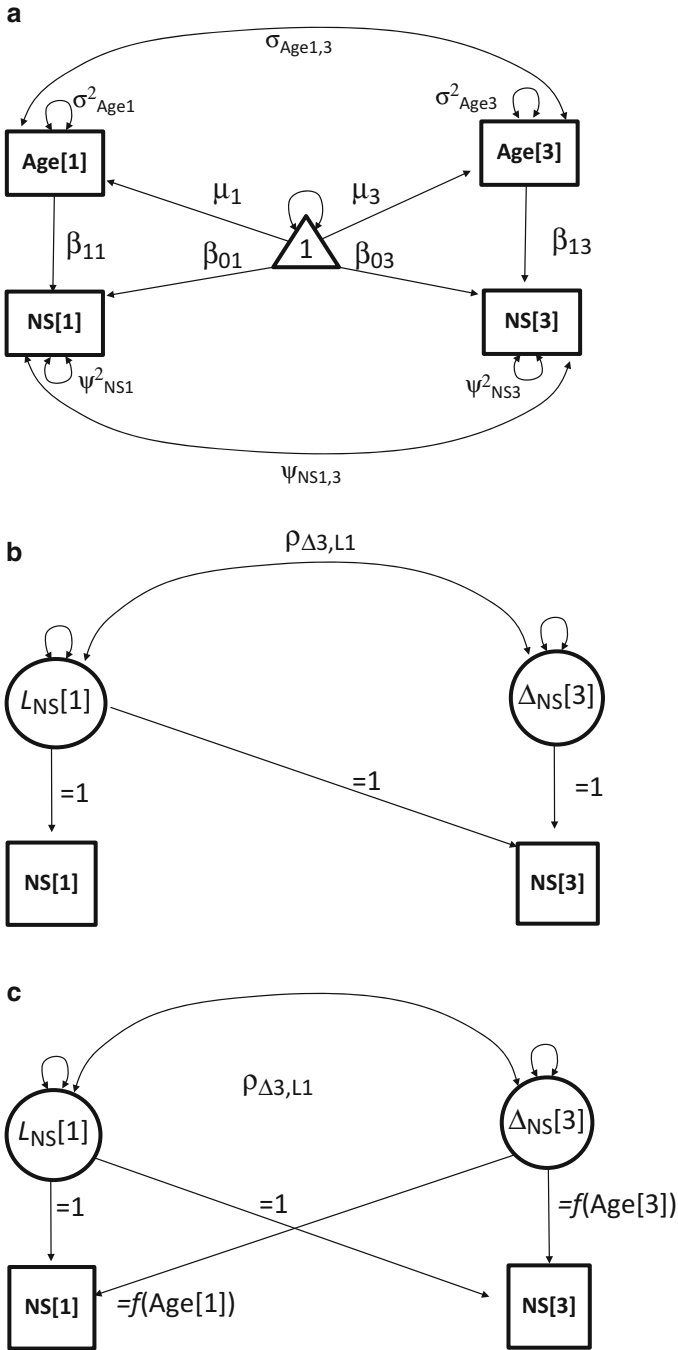 a
σAge1,3
σ²Age1
σ²Age3
Age[1]
Age[3]
μ1
μ3
β11
β01
1
β03
β13
NS[1]
NS[3]
ψ²NS1
ψ²NS3
ψNS1,3
b
ρΔ3,L1
LNS[1]
ΔNS[3]
=1
=1
=1
NS[1]
NS[3]
c
ρΔ3,L1
LNS[1]
ΔNS[3]
=1
=1
=f(Age[3])
NS[1]
=f(Age[1])
NS[3]